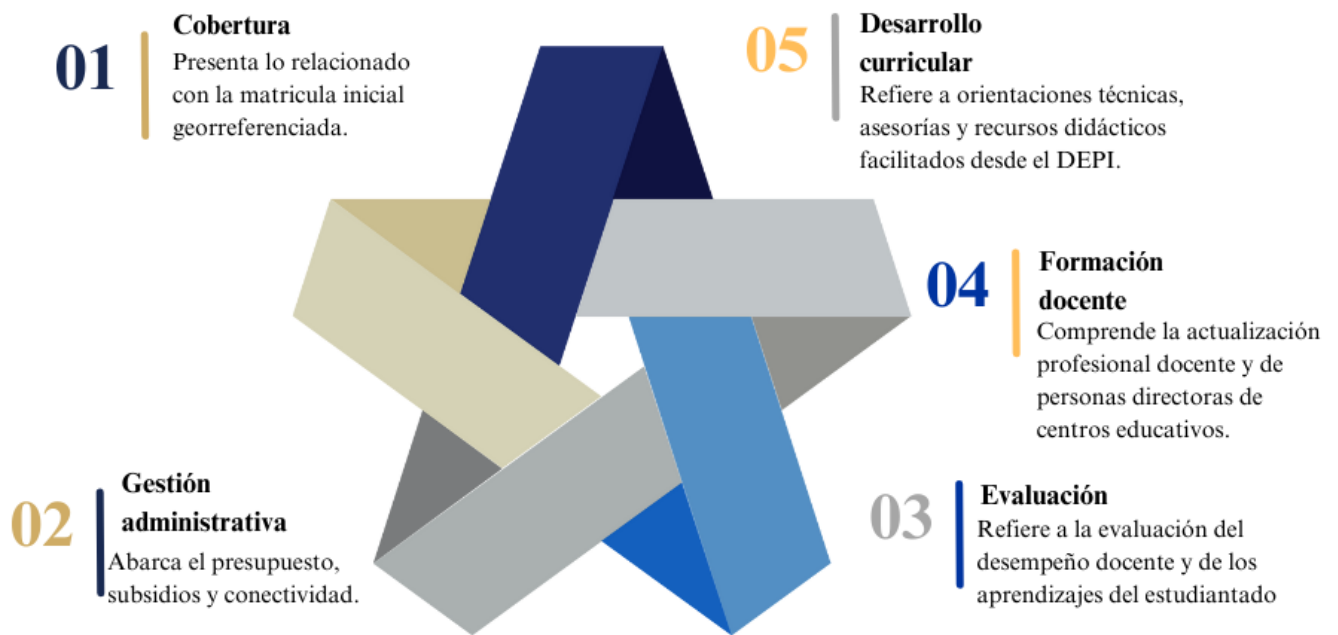 01
Cobertura
Presenta lo relacionado
con la matricula inicial
georreferenciada.
02
Gestión
administrativa
Abarca el presupuesto,
subsidios y conectividad.
03
Evaluación
Refiere a la evaluación del
desempeño docente y de los
aprendizajes del estudiantado
04
Formación
docente
Comprende la actualización
profesional docente y de
personas directoras de
centros educativos.
05
Desarrollo
curricular
Refiere a orientaciones técnicas,
asesorías y recursos didácticos
facilitados desde el DEPI.